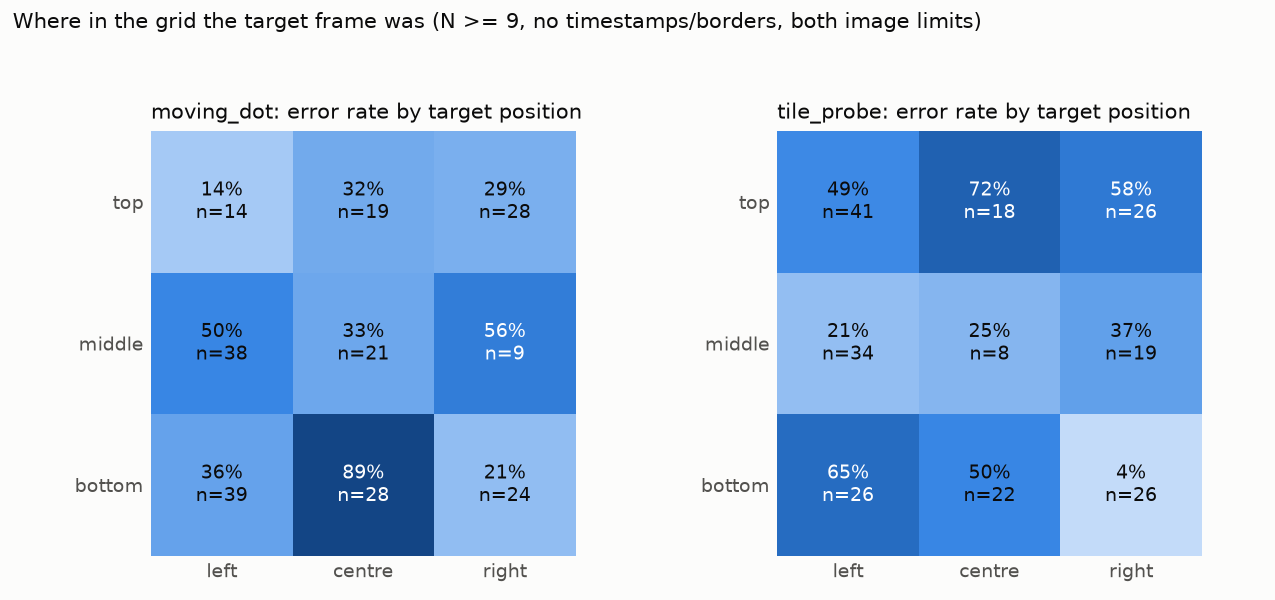 Where in the grid the target frame was (N >= 9, no timestamps/borders, both image limits)
moving_dot: error rate by target position
top
14%
n=14
32%
n=19
29%
n=28
middle
50%
n=38
33%
n=21
56%
n=9
bottom
36%
n=39
89%
n=28
21%
n=24
left
centre
right
tile_probe: error rate by target position
top
49%
n=41
72%
n=18
58%
n=26
middle
21%
n=34
25%
n=8
37%
n=19
bottom
65%
n=26
50%
n=22
4%
n=26
left
centre
right